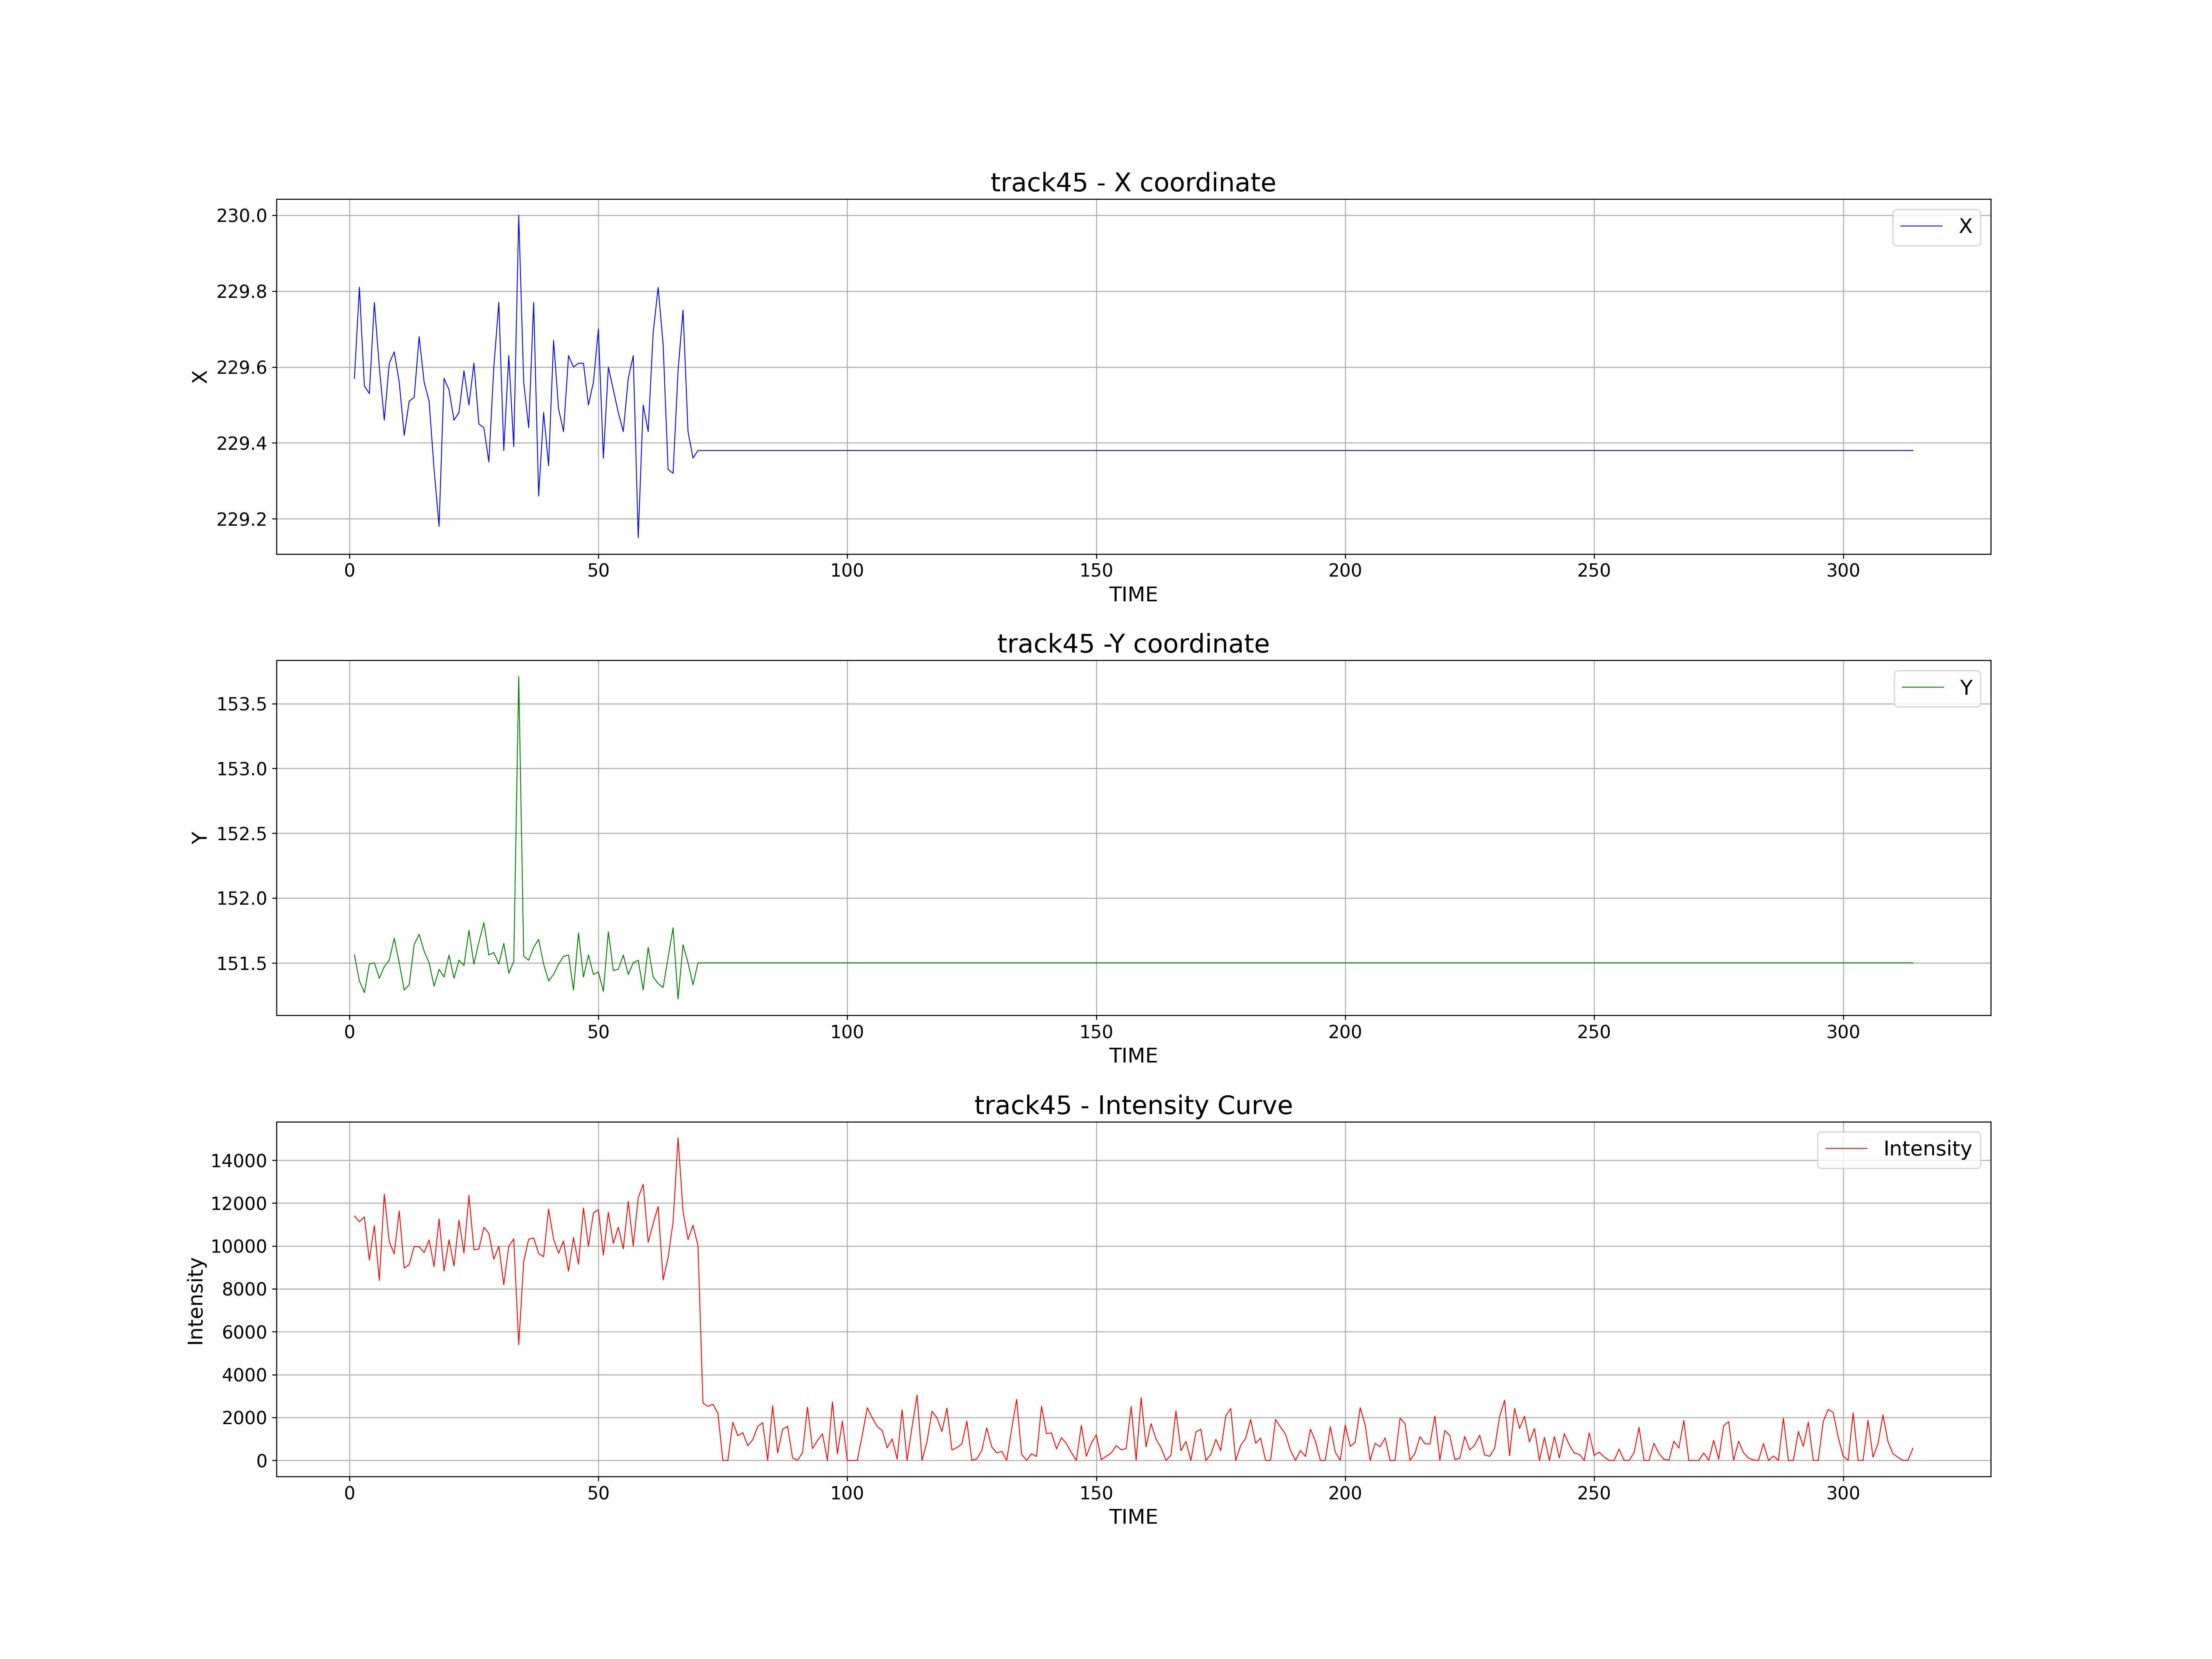 track45 - X coordinate
X
230.0
229.8
229.6
229.4
229.2
X
0 50 100 150 200 250 300
TIME
track45 -Y coordinate
Y
153.5
153.0
152.5
152.0
151.5
Y
0 50 100 150 200 250 300
TIME
track45 - Intensity Curve
Intensity
14000
12000
10000
8000
6000
4000
2000
0
Intensity
0 50 100 150 200 250 300
TIME